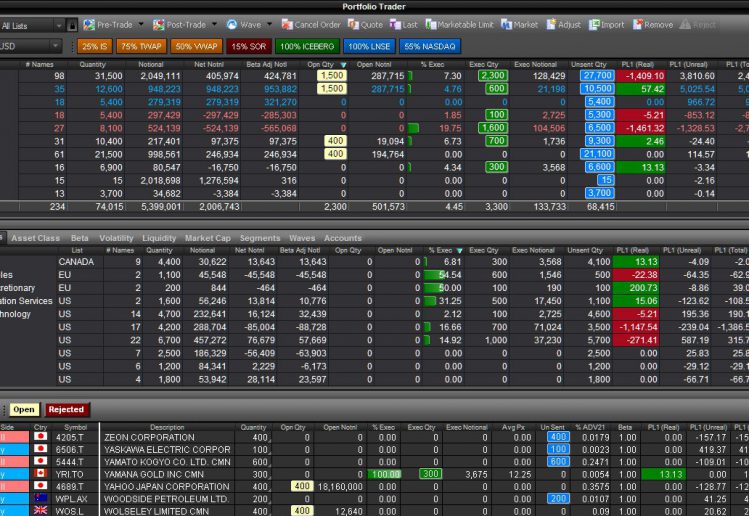 Portfolio Trader
All Lists Pre-Trade Post-Trade Wave Cancel Order Quote Last Marketable Limit Market Adjust Import Remove Reject
USD 25% IS 75% TWAP 50% VWAP 15% SOR 100% ICEBERG 100% LNSE 55% NASDAQ
# Names Quantity Notional Net Notnl Beta Adj Notl Opn Qty Open Notnl % Exec Exec Qty Exec Notional Unsent Qty PL1 (Real) PL1 (Unreal) PL1 (Total)
98 31,500 2,049,111 405,974 424,781 1,500 287,715 7.30 2,300 128,429 27,700 -1,409.10 3,810.60
35 12,600 948,223 948,223 953,882 1,500 287,715 4.76 600 21,198 10,500 57.42 5,025.54
18 5,400 279,319 279,319 321,270 0 0 0.00 0 0 5,400 0.00 966.72
18 5,400 297,429 -297,429 -285,303 0 0 1.85 100 2,725 5,300 -5.21 -853.12
27 8,100 524,139 -524,139 -565,068 0 0 19.75 1,600 104,506 6,500 -1,461.32 -1,328.53
31 10,400 217,401 97,375 97,375 400 19,094 6.73 700 1,736 9,300 2.46 -24.40
61 21,500 998,561 246,934 246,934 400 194,764 0.00 0 0 21,100 0.00 114.57
16 6,900 80,547 -16,750 -16,750 0 0 4.34 300 3,568 6,600 13.13 -3.34
15 15 2,018,698 1,276,594 316 0 0 0.00 0 0 15 0.00 -2.16
13 3,700 34,682 -3,384 -3,384 0 0 0.00 0 0 3,700 0.00 -0.14
234 74,015 5,399,001 2,006,743 2,300 501,573 4.45 3,300 133,733 68,415
Asset Class Beta Volatility Liquidity Market Cap Segments Waves Accounts
List # Names Quantity Notional Net Notnl Beta Adj Notl Opn Qty Open Notnl % Exec Exec Qty Exec Notional Unsent Qty PL1 (Real) PL1 (Unreal) PL1 (Total)
CANADA 9 4,400 30,622 13,643 13,643 0 0 6.81 300 3,568 4,100 13.13 -4.09
EU 2 1,100 45,548 -45,548 -45,548 0 0 54.54 600 1,546 500 -22.38 -64.35
EU 2 200 844 -464 -464 0 0 50.00 100 190 100 200.73 -8.86
ation Services US 2 1,600 56,246 13,814 10,776 0 0 31.25 500 17,450 1,100 15.06 -123.62
hnology US 14 4,700 232,641 16,124 32,439 0 0 2.12 100 2,725 4,600 -5.21 195.36
US 17 4,200 288,704 -85,004 -88,728 0 0 16.66 700 71,024 3,500 -1,147.54 -239.04
US 22 6,700 457,272 76,679 57,669 0 0 14.92 1,000 37,230 5,700 -271.41 587.19
US 7 2,500 186,329 -56,409 -63,903 0 0 0.00 0 0 2,500 0.00 25.83
US 6 1,200 84,341 2,229 -6,173 0 0 0.00 0 0 1,200 0.00 -29.12
US 4 1,800 53,942 28,114 23,597 0 0 0.00 0 0 1,800 0.00 -66.71
Open Rejected
Side Ctry Symbol Description Quantity Opn Qty Open Notnl % Exec Exec Qty Exec Notional Avg Px Un Sent % ADV21 Beta PL1 (Real) PL1 (Unreal) PL1
4205.T ZEON CORPORATION 400 0 0 0.00 0 0 0.00 400 0.0179 1.00 0.00 -157.17
6506.T YASKAWA ELECTRIC CORPOR 100 0 0 0.00 0 0 0.00 100 0.0023 1.00 0.00 419.37
5444.T YAMATO KOGYO CO. LTD. CMN 600 0 0 0.00 0 0 0.00 600 0.2471 1.00 0.00 -109.01
YRI.TO YAMANA GOLD INC CMN 300 0 0 100.00 300 3,675 12.25 0 0.0054 1.00 13.13 0.00
4689.T YAHOO JAPAN CORPORATION 400 400 18,160,000 0.00 0 0 0.00 0 0.3571 1.00 0.00 -128.77
WPL.AX WOODSIDE PETROLEUM LTD. 200 0 0 0.00 0 0 0.00 200 0.0107 1.00 0.00 41.25
WOS.L WOLSELEY LIMITED CMN 400 400 12,640 0.00 0 0 0.00 0 0.09 1.00 0.00 20.62